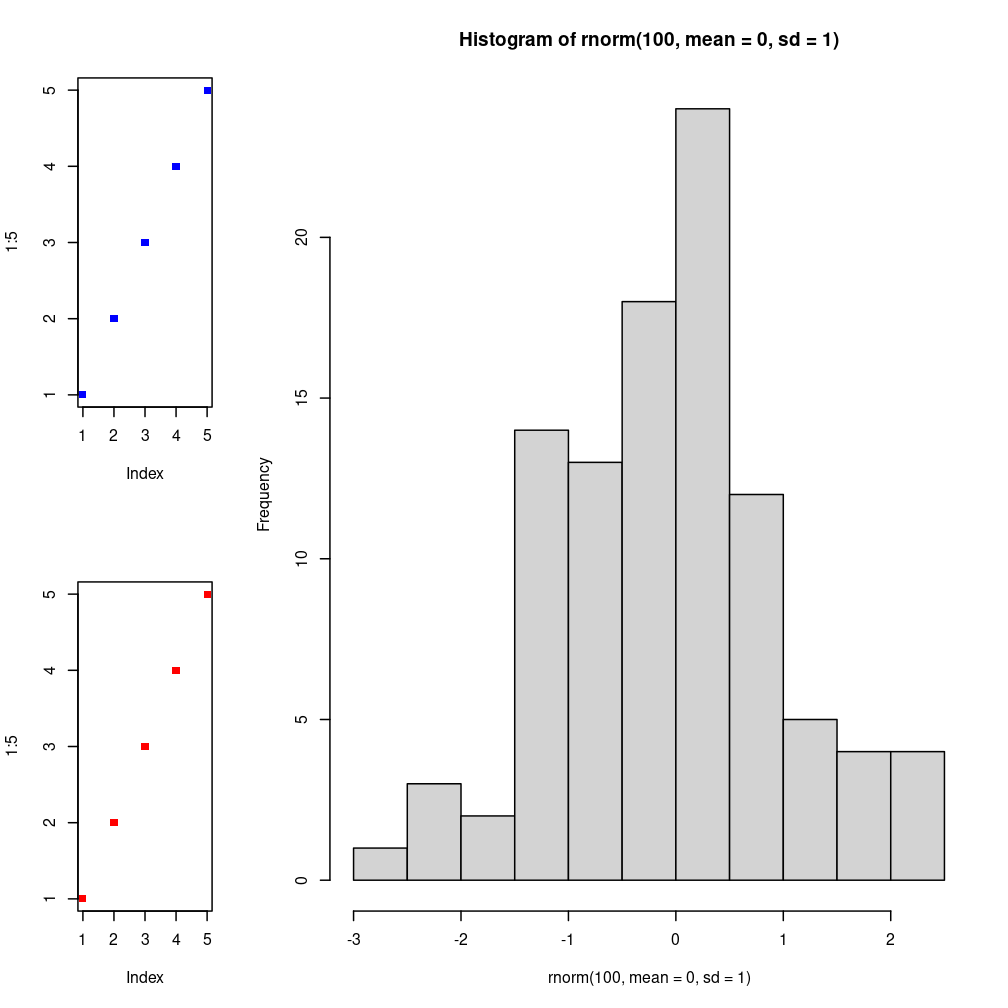 Histogram of rnorm(100, mean = 0, sd = 1)
5
4
3
2
1
1:5
1 2 3 4 5
Index
5
4
3
2
1
1:5
1 2 3 4 5
Index
20
15
10
5
0
Frequency
-3 -2 -1 0 1 2
rnorm(100, mean = 0, sd = 1)